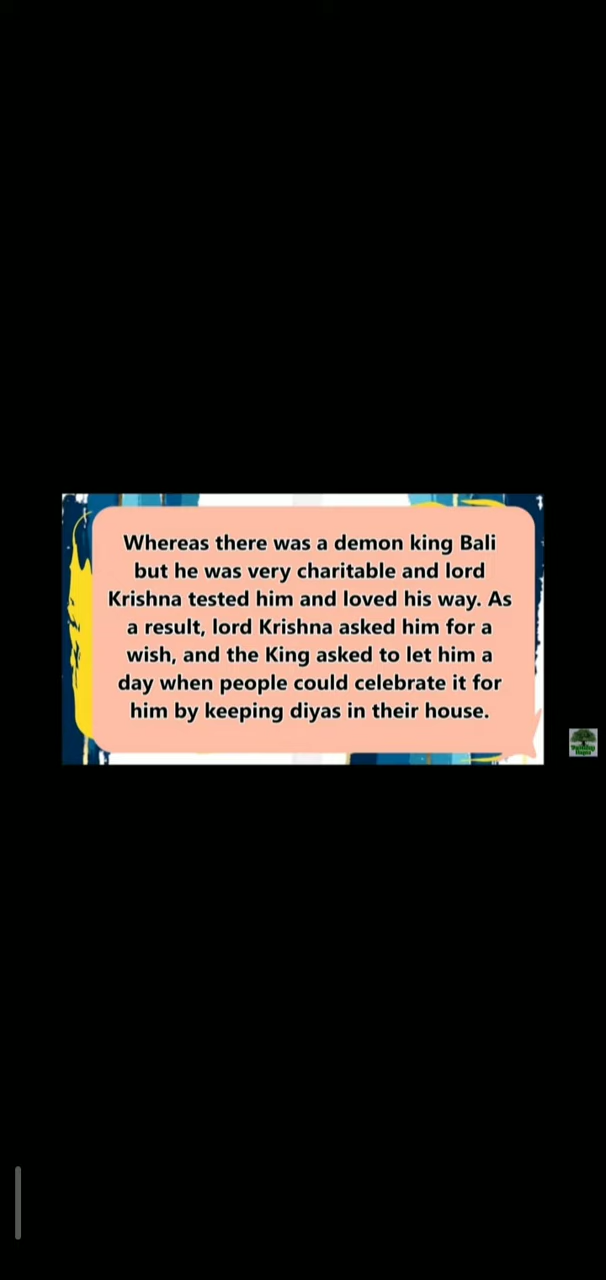 Whereas there was a demon king Bali
but he was very charitable and lord
Krishna tested him and loved his way. As
a result, lord Krishna asked him for a
wish, and the King asked to let him a
day when people could celebrate it for
him by keeping diyas in their house.